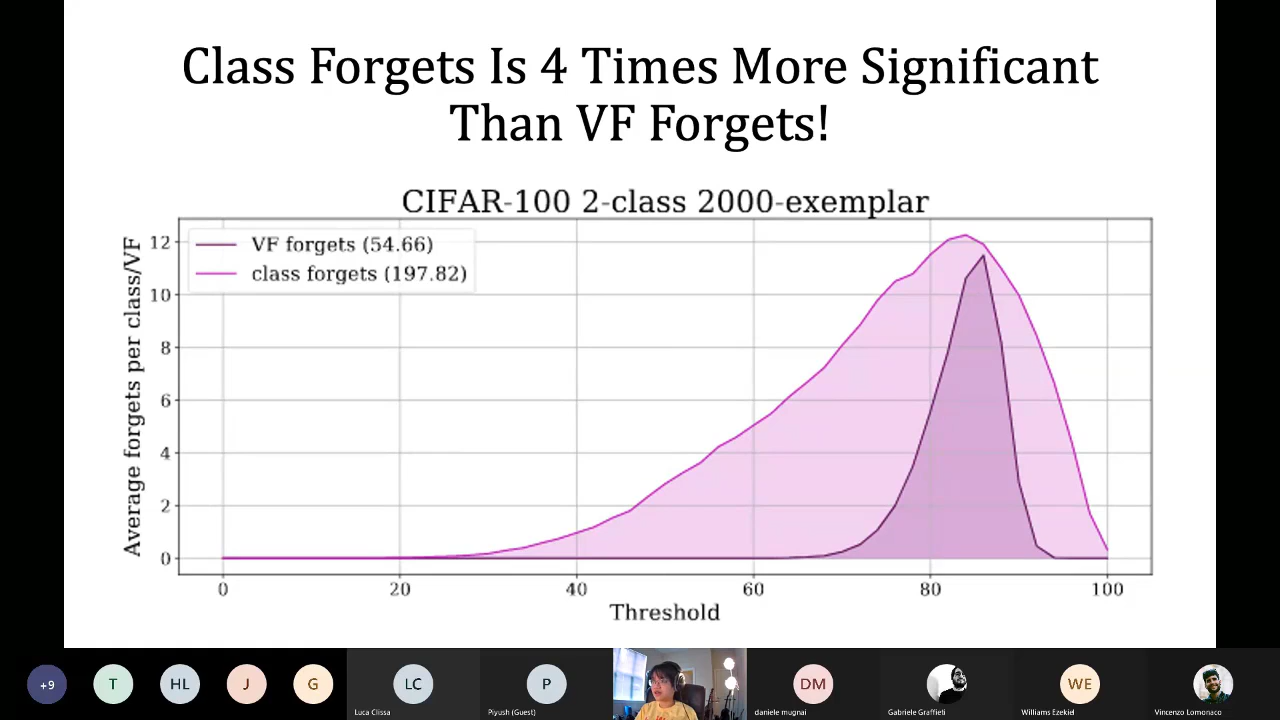 Class Forgets Is 4 Times More Significant
Than VF Forgets!
CIFAR-100 2-class 2000-exemplar
VF forgets (54.66)
class forgets (197.82)
Average forgets per class/VF
12
10
8
6
4
2
0
0 20 40 60 80 100
Threshold
+9 T HL J G LC P DM WE
Luca Clissa Piyush (Guest) daniele mugnai Gabriele Graffieti Williams Ezekiel Vincenzo Lomonaco